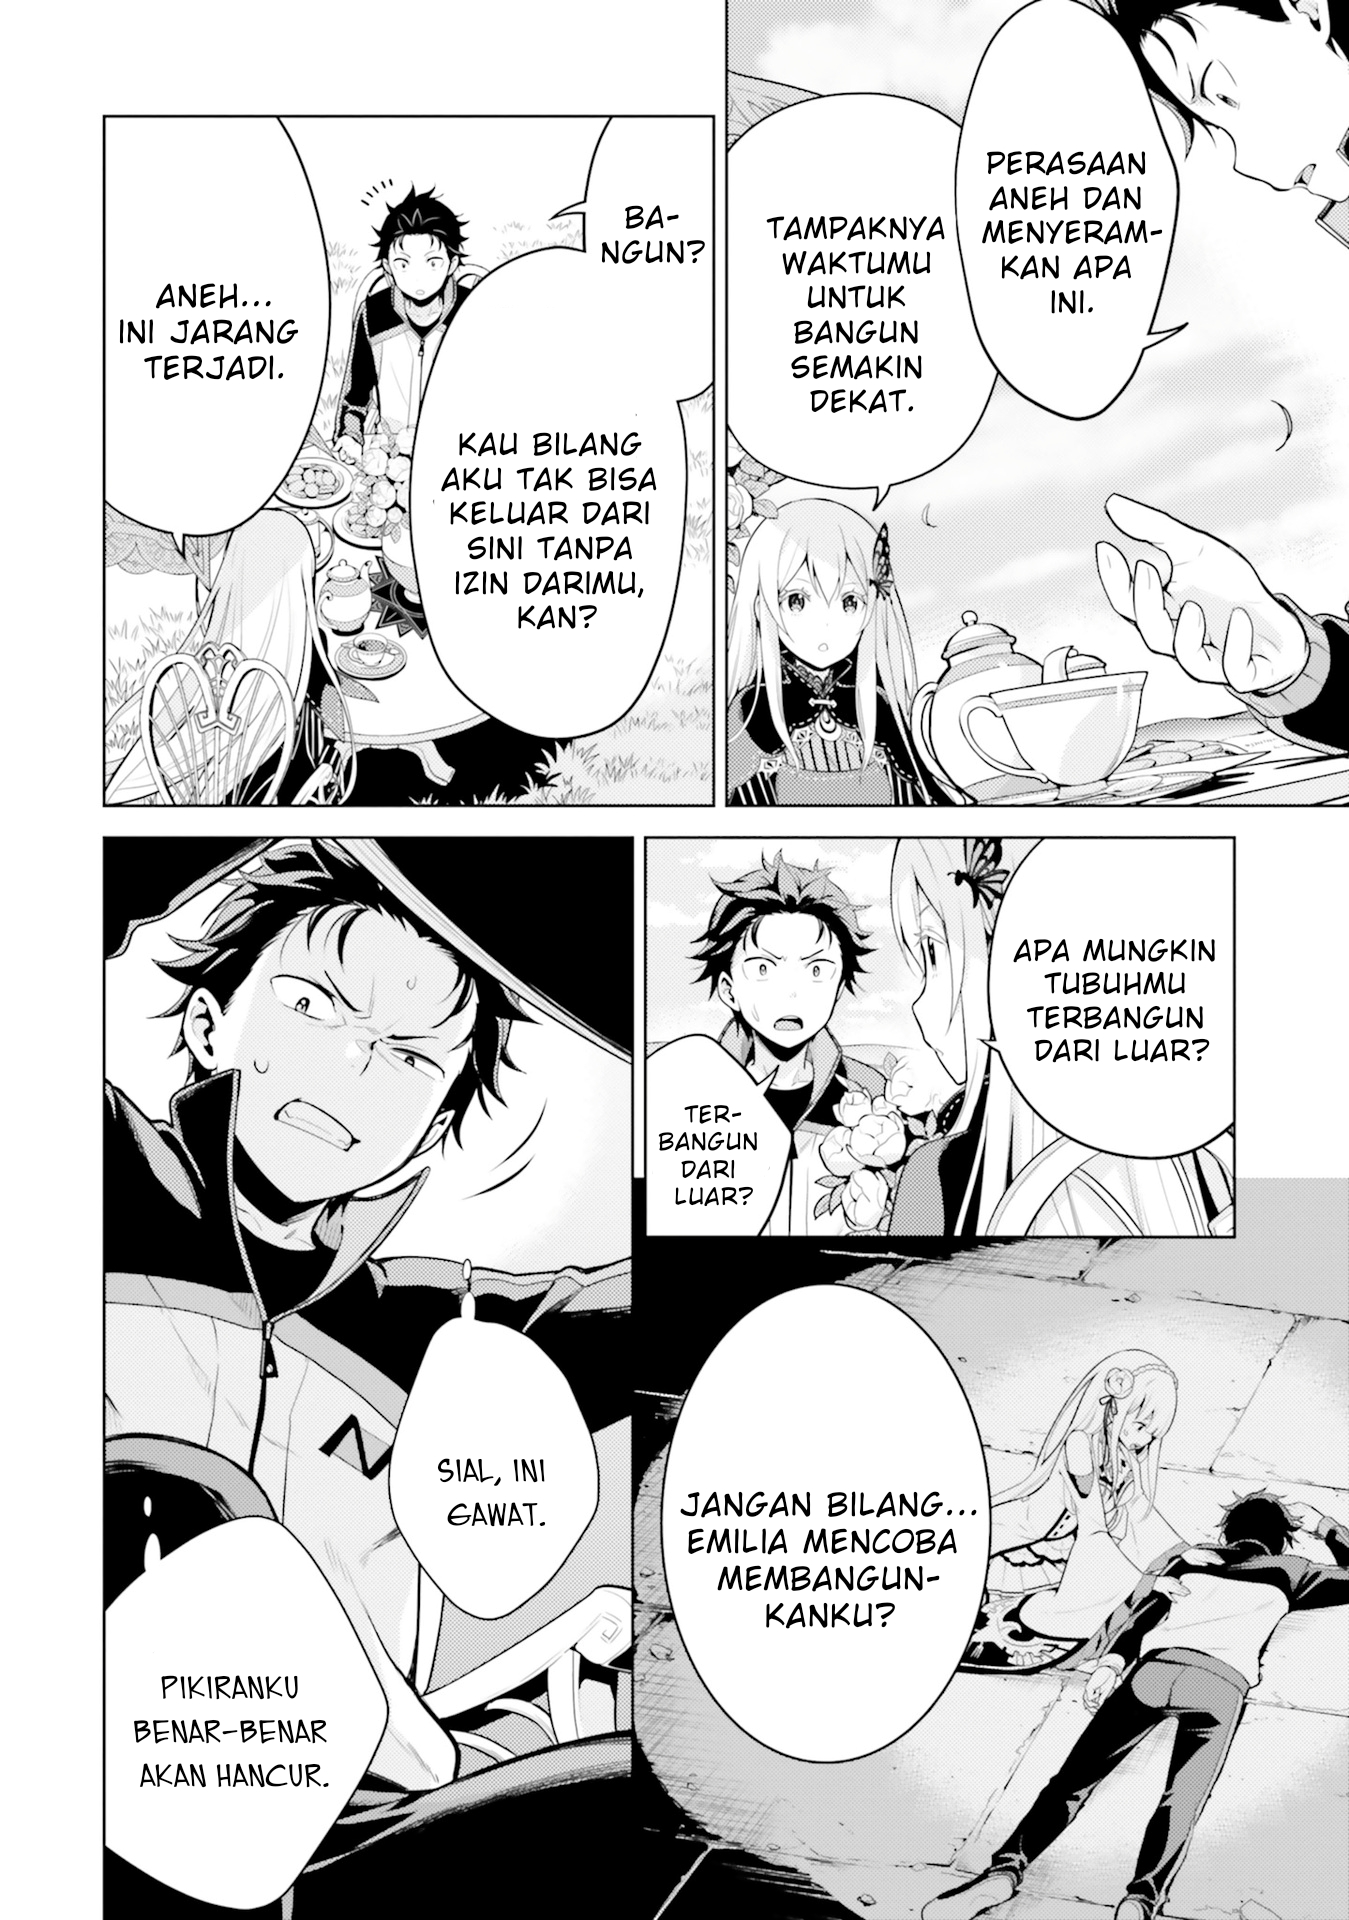 PERASAAN
ANEH DAN
MENYERAM-
KAN APA
INI.
TAMPAKNYA
WAKTUMU
UNTUK
BANGUN
SEMAKIN
DEKAT.
BA-
NGUN?
KAU BILANG
AKU TAK BISA
KELUAR DARI
SINI TANPA
IZIN DARIMU,
KAN?
ANEH...
INI JARANG
TERJADI.
APA MUNGKIN
TUBUHMU
TERBANGUN
DARI LUAR?
TER-
BANGUN
DARI
LUAR?
JANGAN BILANG...
EMILIA MENCOBA
MEMBANGUN-
KANKU?
SIAL, INI
GAWAT.
PIKIRANKU
BENAR-BENAR
AKAN HANCUR.